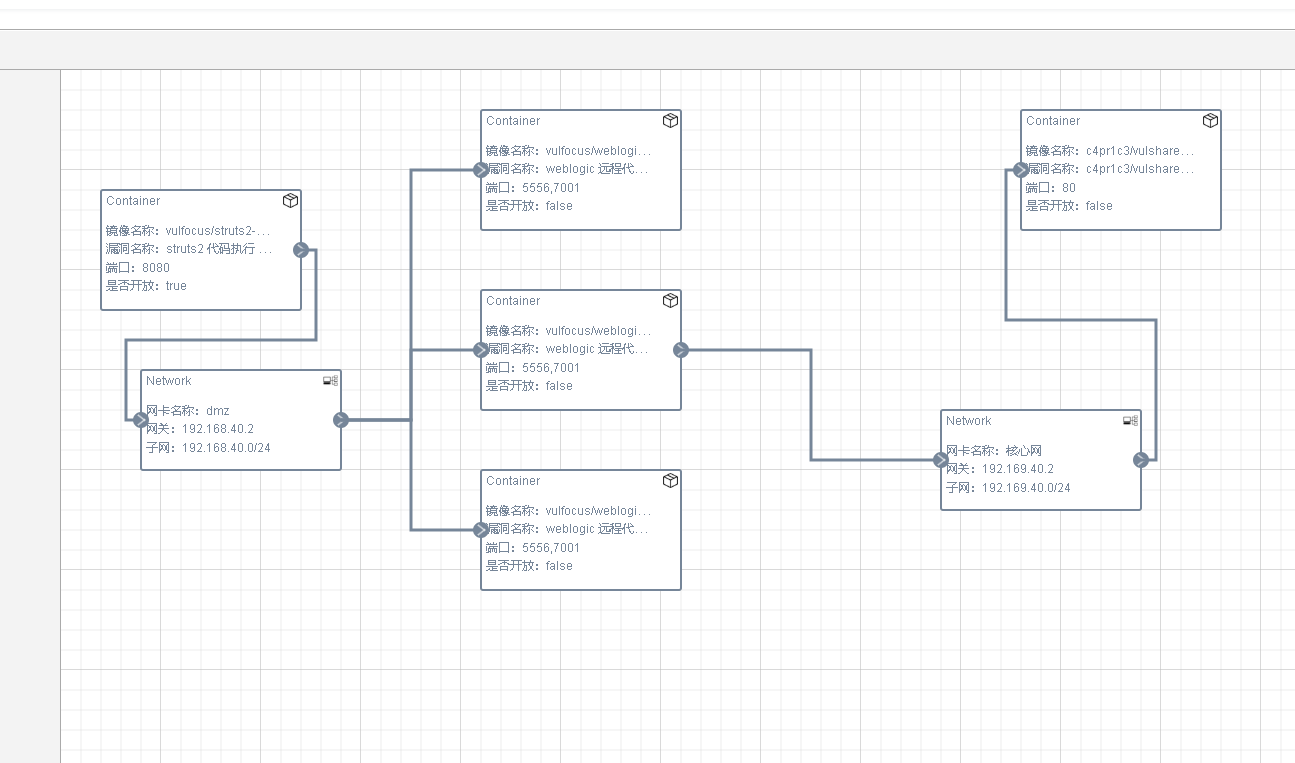 Container
镜像名称：vulfocus/struts2-...
漏洞名称：struts2 代码执行 ...
端口：8080
是否开放：true
Network
网卡名称：dmz
网关：192.168.40.2
子网：192.168.40.0/24
Container
镜像名称：vulfocus/weblogi...
漏洞名称：weblogic 远程代...
端口：5556,7001
是否开放：false
Container
镜像名称：vulfocus/weblogi...
漏洞名称：weblogic 远程代...
端口：5556,7001
是否开放：false
Container
镜像名称：vulfocus/weblogi...
漏洞名称：weblogic 远程代...
端口：5556,7001
是否开放：false
Network
网卡名称：核心网
网关：192.169.40.2
子网：192.169.40.0/24
Container
镜像名称：c4pr1c3/vulshare...
漏洞名称：c4pr1c3/vulshare...
端口：80
是否开放：false